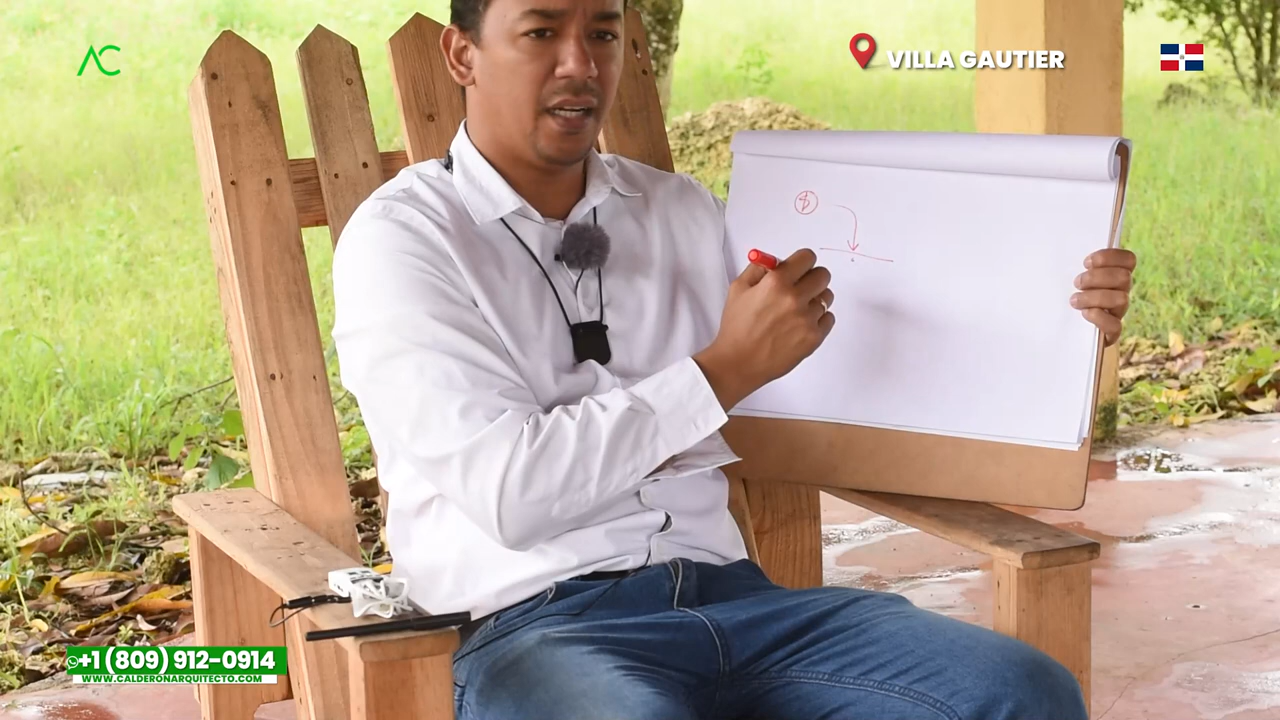 AC
VILLA GAUTIER
$
+1 (809) 912-0914
WWW.CALDERONARQUITECTO.COM